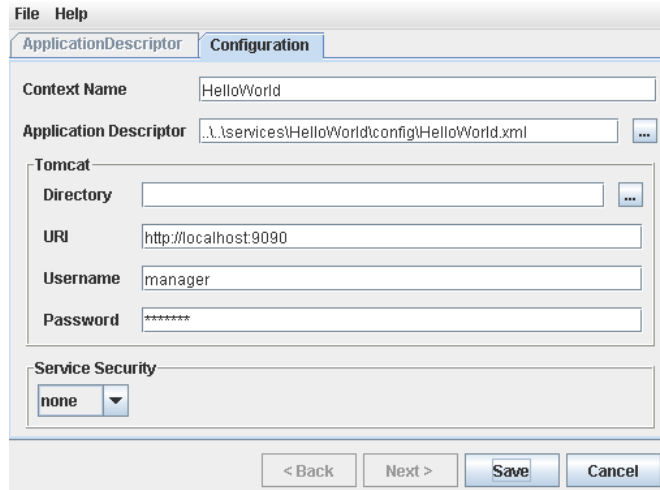 File Help
ApplicationDescriptor Configuration
Context Name HelloWorld
Application Descriptor ..\..\services\HelloWorld\config\HelloWorld.xml ...
Tomcat
Directory ...
URI http://localhost:9090
Username manager
Password *******
Service Security
none
< Back Next > Save Cancel